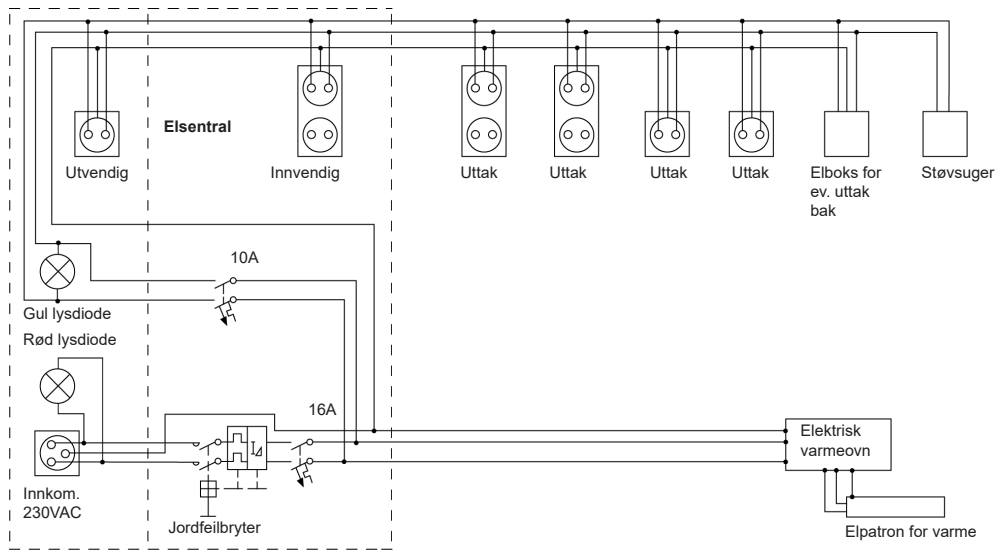 Elsentral
Utvendig
Innvendig
Uttak
Uttak
Uttak
Uttak
Elboks for
ev. uttak
bak
Støvsuger
10A
Gul lysdiode
Rød lysdiode
16A
Elektrisk
varmeovn
Innkom.
230VAC
Jordfeilbryter
I⊿
Elpatron for varme